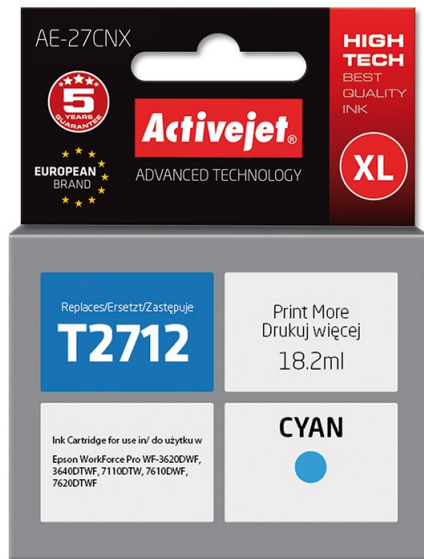 AE-27CNX
HIGH
TECH
BEST
QUALITY
INK
5
YEARS
GUARANTEE
Activejet®
EUROPEAN
BRAND
ADVANCED TECHNOLOGY
XL
Replaces/Ersetzt/Zastępuje
T2712
Print More
Drukuj więcej
18.2ml
Ink Cartridge for use in/ do użytku w
Epson WorkForce Pro WF-3620DWF,
3640DTWF, 7110DTW, 7610DWF,
7620DTWF
CYAN